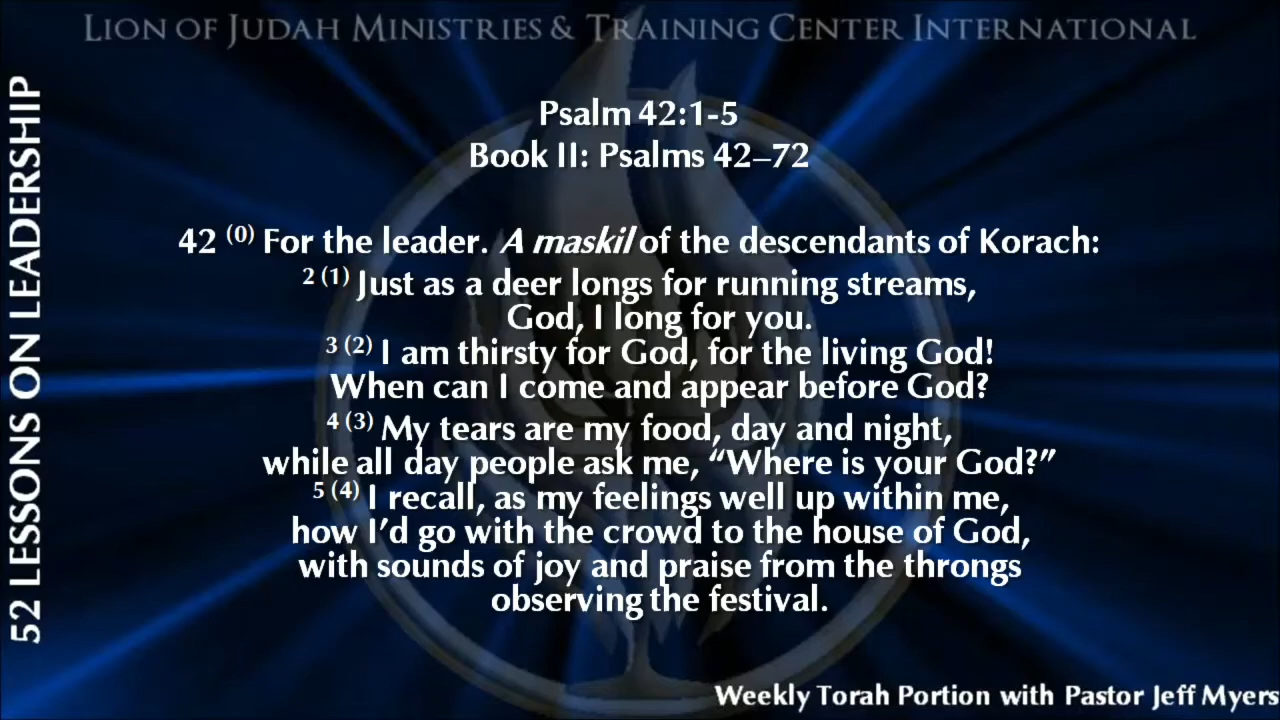 LION OF JUDAH MINISTRIES & TRAINING CENTER INTERNATIONAL
52 LESSONS ON LEADERSHIP
Psalm 42:1-5
Book II: Psalms 42–72
42 (0) For the leader. A maskil of the descendants of Korach:
2 (1) Just as a deer longs for running streams,
God, I long for you.
3 (2) I am thirsty for God, for the living God!
When can I come and appear before God?
4 (3) My tears are my food, day and night,
while all day people ask me, “Where is your God?”
5 (4) I recall, as my feelings well up within me,
how I’d go with the crowd to the house of God,
with sounds of joy and praise from the throngs
observing the festival.
Weekly Torah Portion with Pastor Jeff Myers